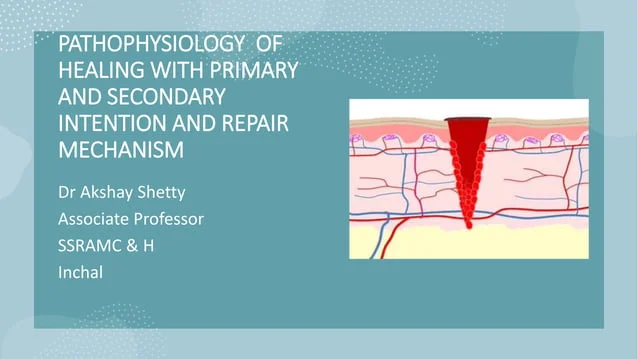 PATHOPHYSIOLOGY OF
HEALING WITH PRIMARY
AND SECONDARY
INTENTION AND REPAIR
MECHANISM
Dr Akshay Shetty
Associate Professor
SSRAMC & H
Inchal